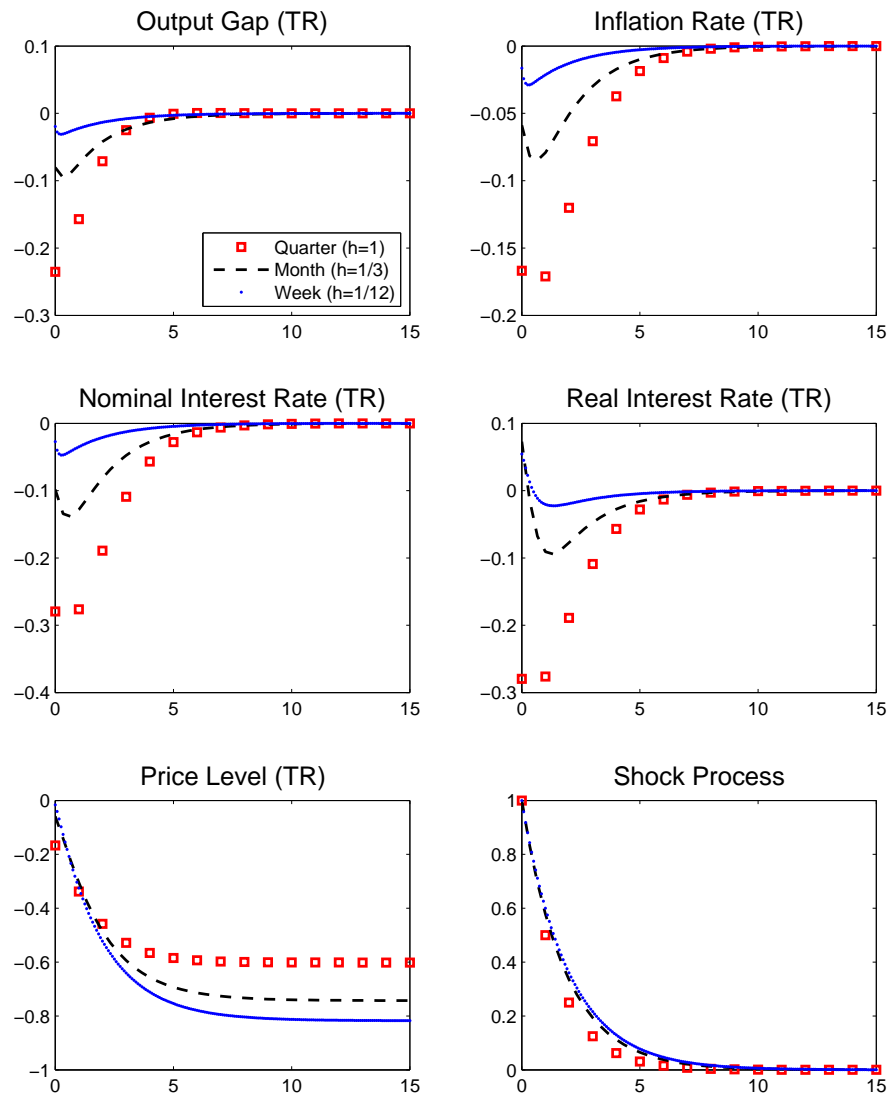 Output Gap (TR)
0.1
0
−0.1
−0.2
−0.3
0 5 10 15
Quarter (h=1)
Month (h=1/3)
Week (h=1/12)
Inflation Rate (TR)
0
−0.05
−0.1
−0.15
−0.2
0 5 10 15
Nominal Interest Rate (TR)
0
−0.1
−0.2
−0.3
−0.4
0 5 10 15
Real Interest Rate (TR)
0.1
0
−0.1
−0.2
−0.3
0 5 10 15
Price Level (TR)
0
−0.2
−0.4
−0.6
−0.8
−1
0 5 10 15
Shock Process
1
0.8
0.6
0.4
0.2
0
0 5 10 15